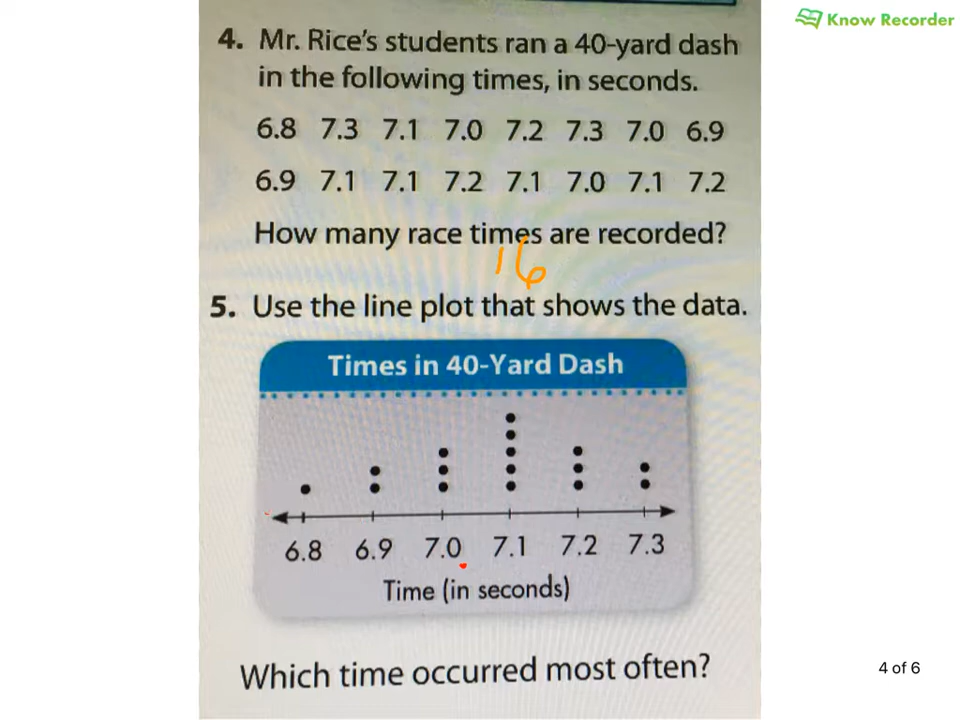 Know Recorder
4. Mr. Rice's students ran a 40-yard dash
in the following times, in seconds.
6.8 7.3 7.1 7.0 7.2 7.3 7.0 6.9
6.9 7.1 7.1 7.2 7.1 7.0 7.1 7.2
How many race times are recorded?
16
5. Use the line plot that shows the data.
Times in 40-Yard Dash
6.8 6.9 7.0 7.1 7.2 7.3
Time (in seconds)
Which time occurred most often?
4 of 6